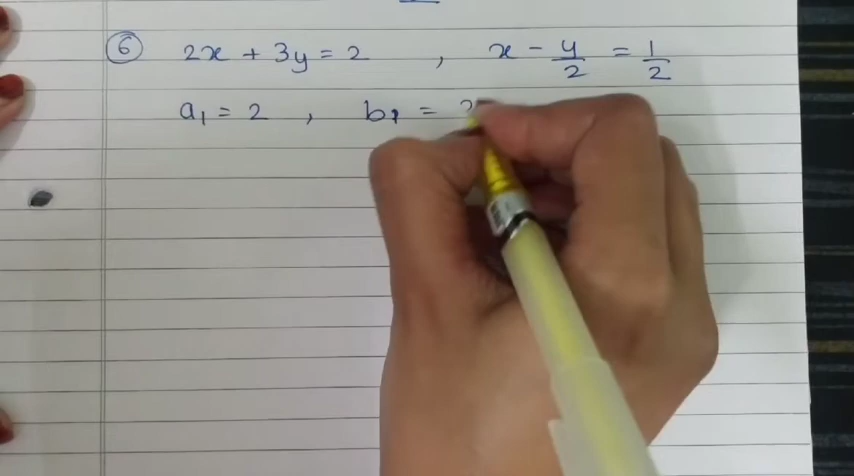 ⑥ 2x + 3y = 2 , x - y/2 = 1/2
a₁ = 2 , b₁ =